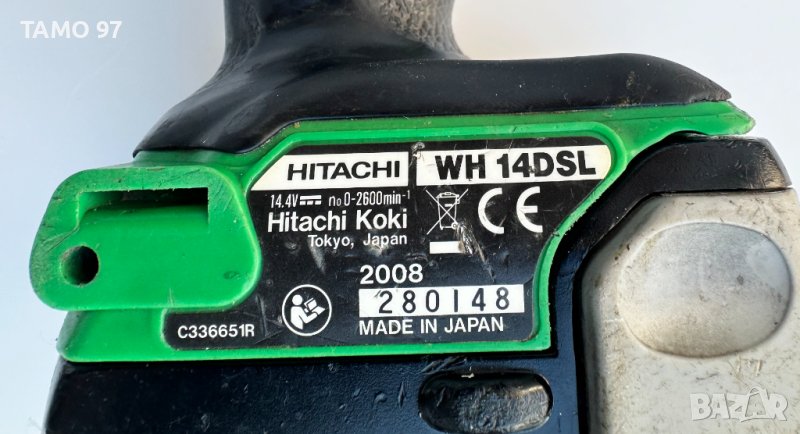 TAMO 97
HITACHI
WH 14DSL
14.4V⎓ no 0-2600min-1
Hitachi Koki
Tokyo, Japan
CE
2008
280148
C336651R
MADE IN JAPAN
BAZAR